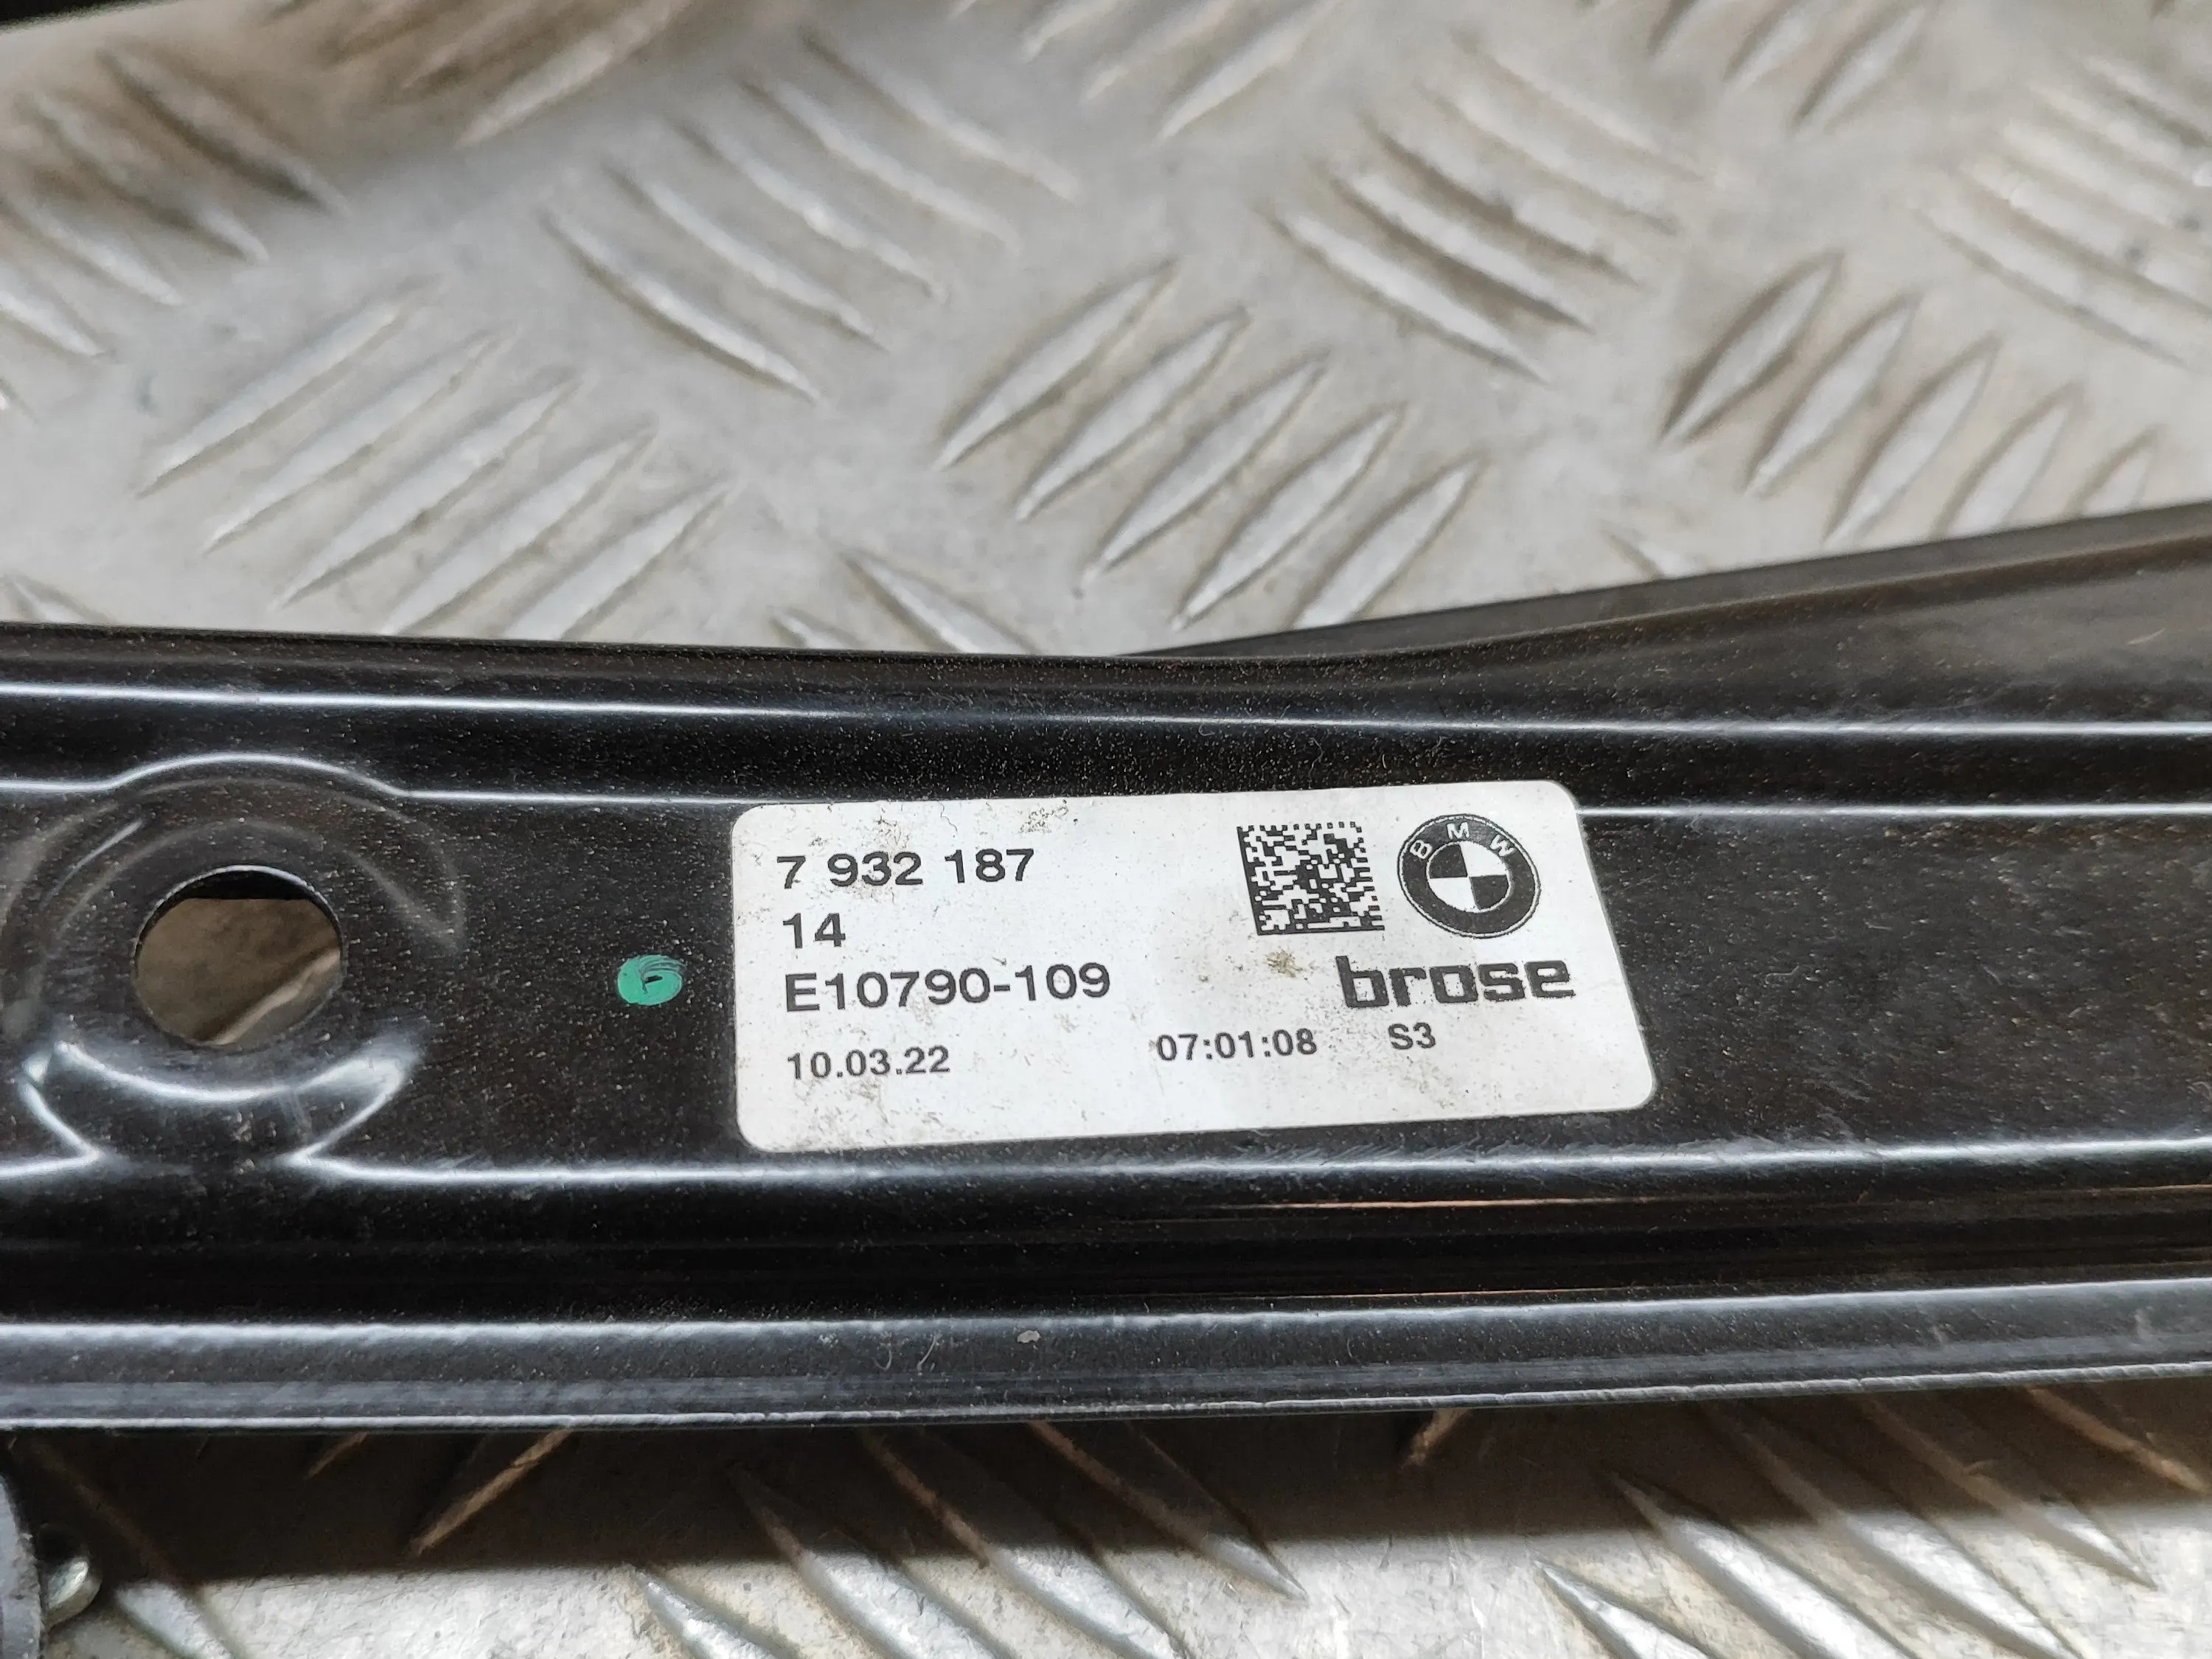 7 932 187
14
E10790-109
10.03.22
BMW
brose
07:01:08 S3